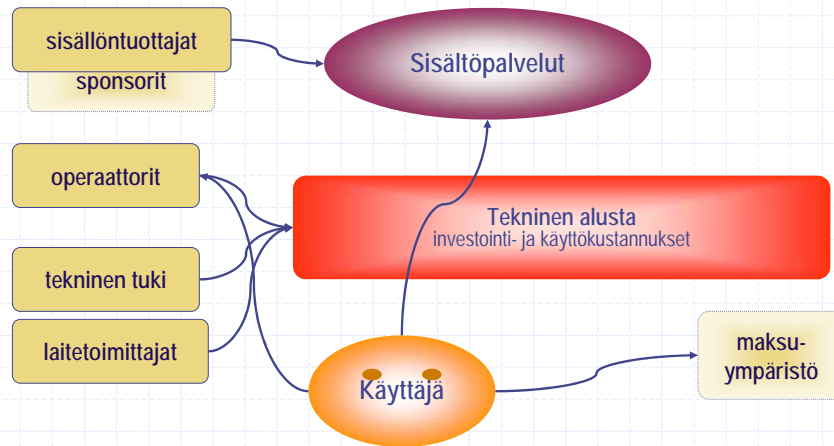 sisällöntuottajat
sponsorit
Sisältöpalvelut
operaattorit
Tekninen alusta
investointi- ja käyttökustannukset
tekninen tuki
laitetoimittajat
Käyttäjä
maksu-
ympäristö